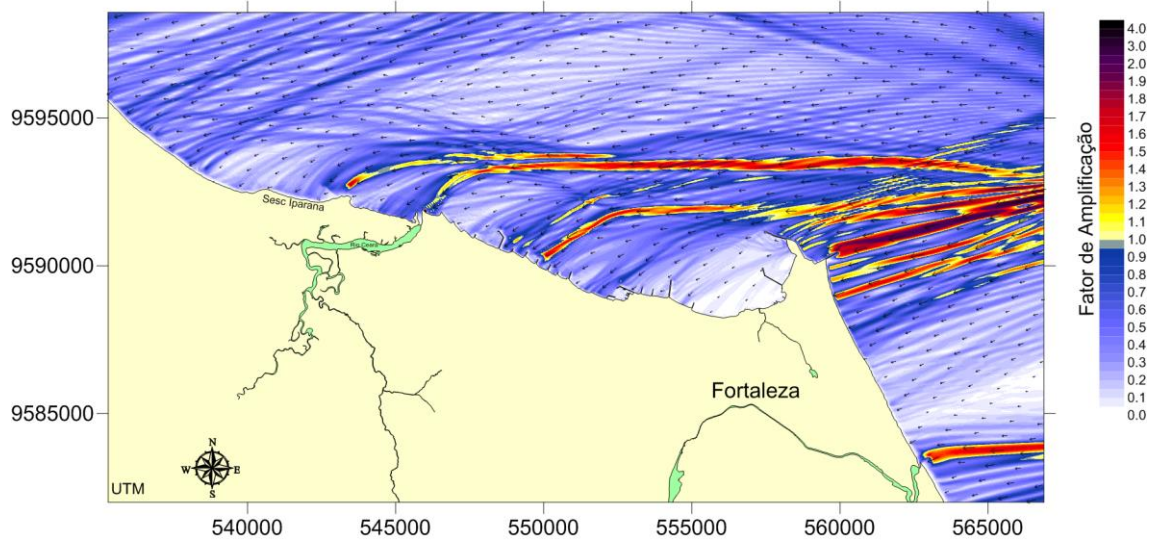 9595000
9590000
9585000
Sesc Iparana
Rio Ceará
Fortaleza
N
W E
S
UTM
540000 545000 550000 555000 560000 565000
Fator de Amplificação
4.0
3.0
2.0
1.9
1.8
1.7
1.6
1.5
1.4
1.3
1.2
1.1
1.0
0.9
0.8
0.7
0.6
0.5
0.4
0.3
0.2
0.1
0.0